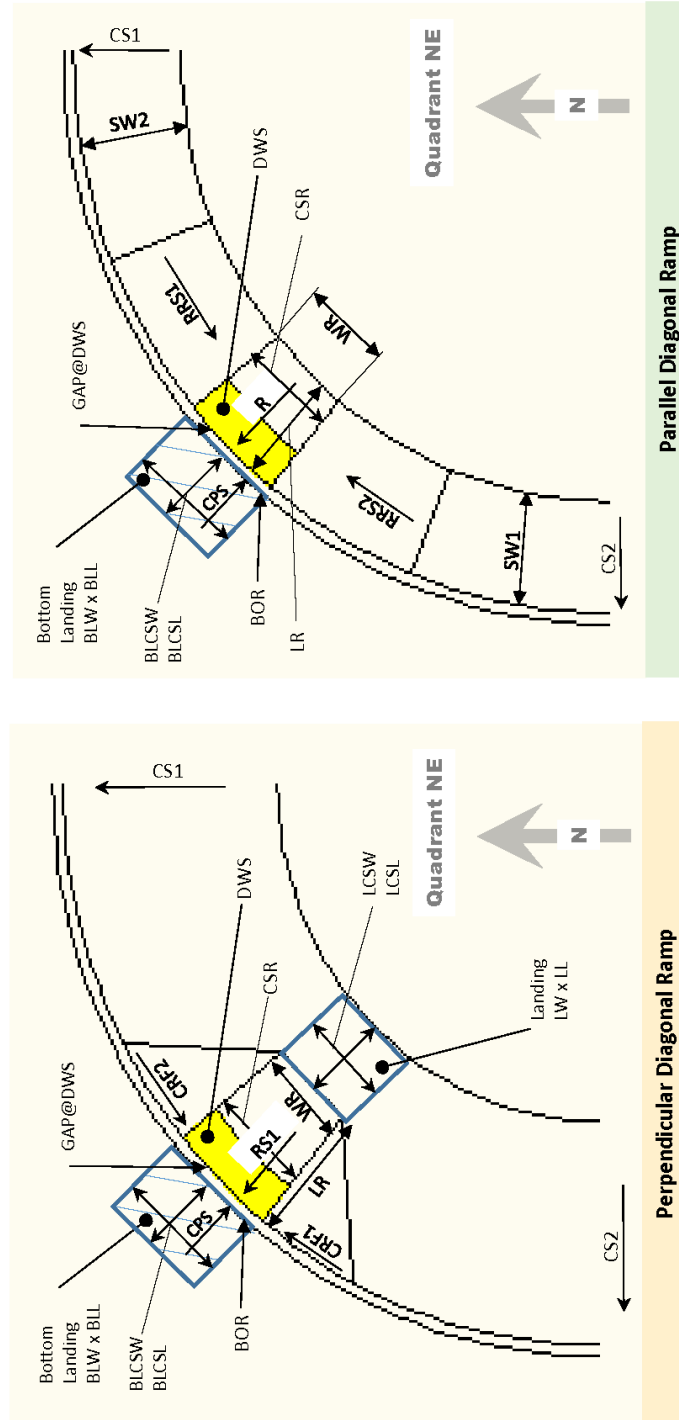 Bottom
Landing
BLW x BLL
BLCSW
BLCSL
GAP@DWS
BOR
CPS
CRF2
CRF1
RS1
WR
LR
CSR
DWS
CS1
CS2
LCSW
LCSL
Landing
LW x LL
Quadrant NE
N
Perpendicular Diagonal Ramp
Bottom
Landing
BLW x BLL
BLCSW
BLCSL
GAP@DWS
BOR
CPS
LR
RRS1
RRS2
R
WR
CSR
DWS
SW2
SW1
CS1
CS2
Quadrant NE
N
Parallel Diagonal Ramp